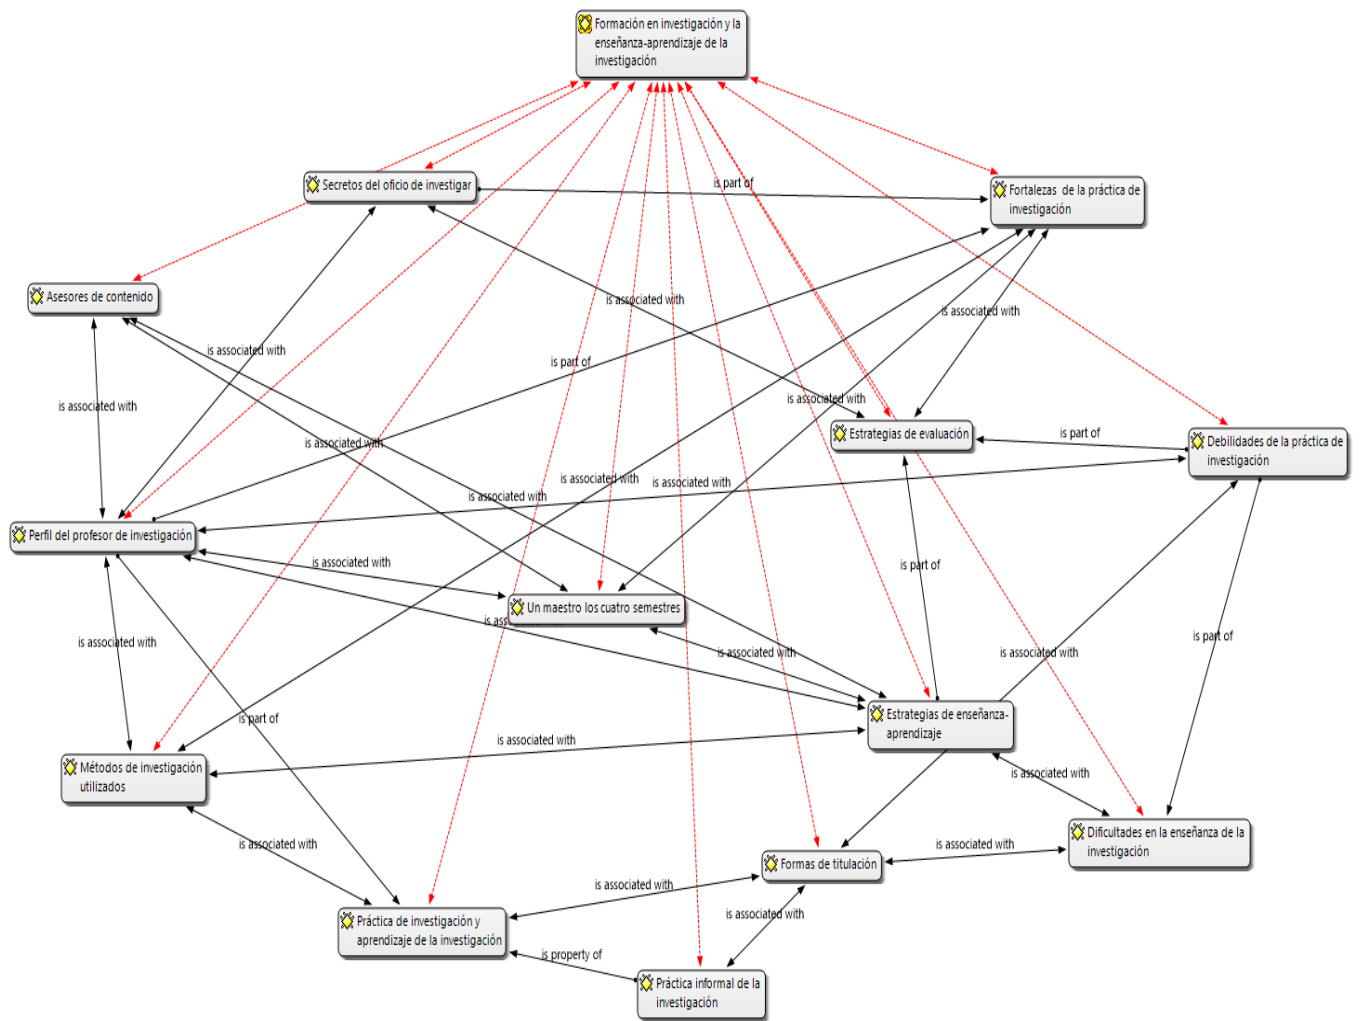 Formación en investigación y la
enseñanza-aprendizaje de la
investigación
Secretos del oficio de investigar
is part of
Fortalezas de la práctica de
investigación
Asesores de contenido
is associated with
is associated with
is associated with
is part of
is associated with
is associated with
Estrategias de evaluación
is part of
Debilidades de la práctica de
investigación
is associated with
is associated with
is associated with
is associated with
Perfil del profesor de investigación
is associated with
is part of
Un maestro los cuatro semestres
is associated with
is part of
is associated with
is associated with
Estrategias de enseñanza-
aprendizaje
is part of
is associated with
Métodos de investigación
utilizados
is associated with
is associated with
is associated with
Dificultades en la enseñanza de la
investigación
Formas de titulación
is associated with
is associated with
Práctica de investigación y
aprendizaje de la investigación
is property of
Práctica informal de la
investigación